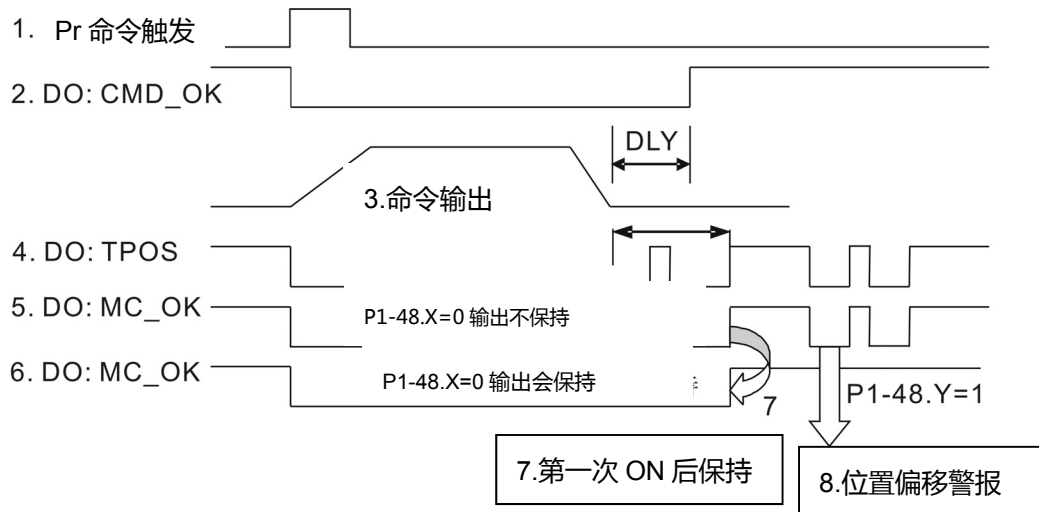 1. Pr 命令触发
2. DO: CMD_OK
DLY
3.命令输出
4. DO: TPOS
5. DO: MC_OK
P1-48.X=0 输出不保持
6. DO: MC_OK
P1-48.X=0 输出会保持
7
P1-48.Y=1
7.第一次 ON 后保持
8.位置偏移警报